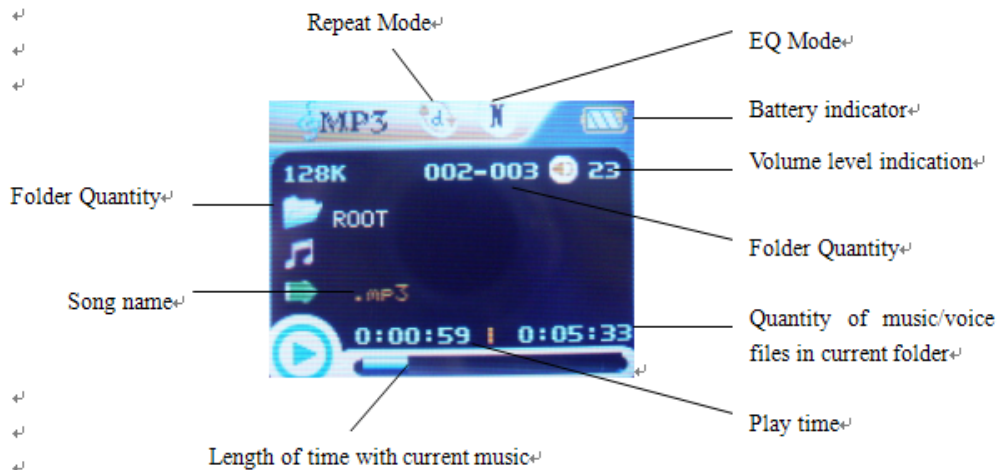 Repeat Mode
EQ Mode
MP3 d N
Battery indicator
128K 002-003 23
Volume level indication
Folder Quantity
ROOT
Folder Quantity
Song name
.mp3
0:00:59 0:05:33
Quantity of music/voice
files in current folder
Play time
Length of time with current music